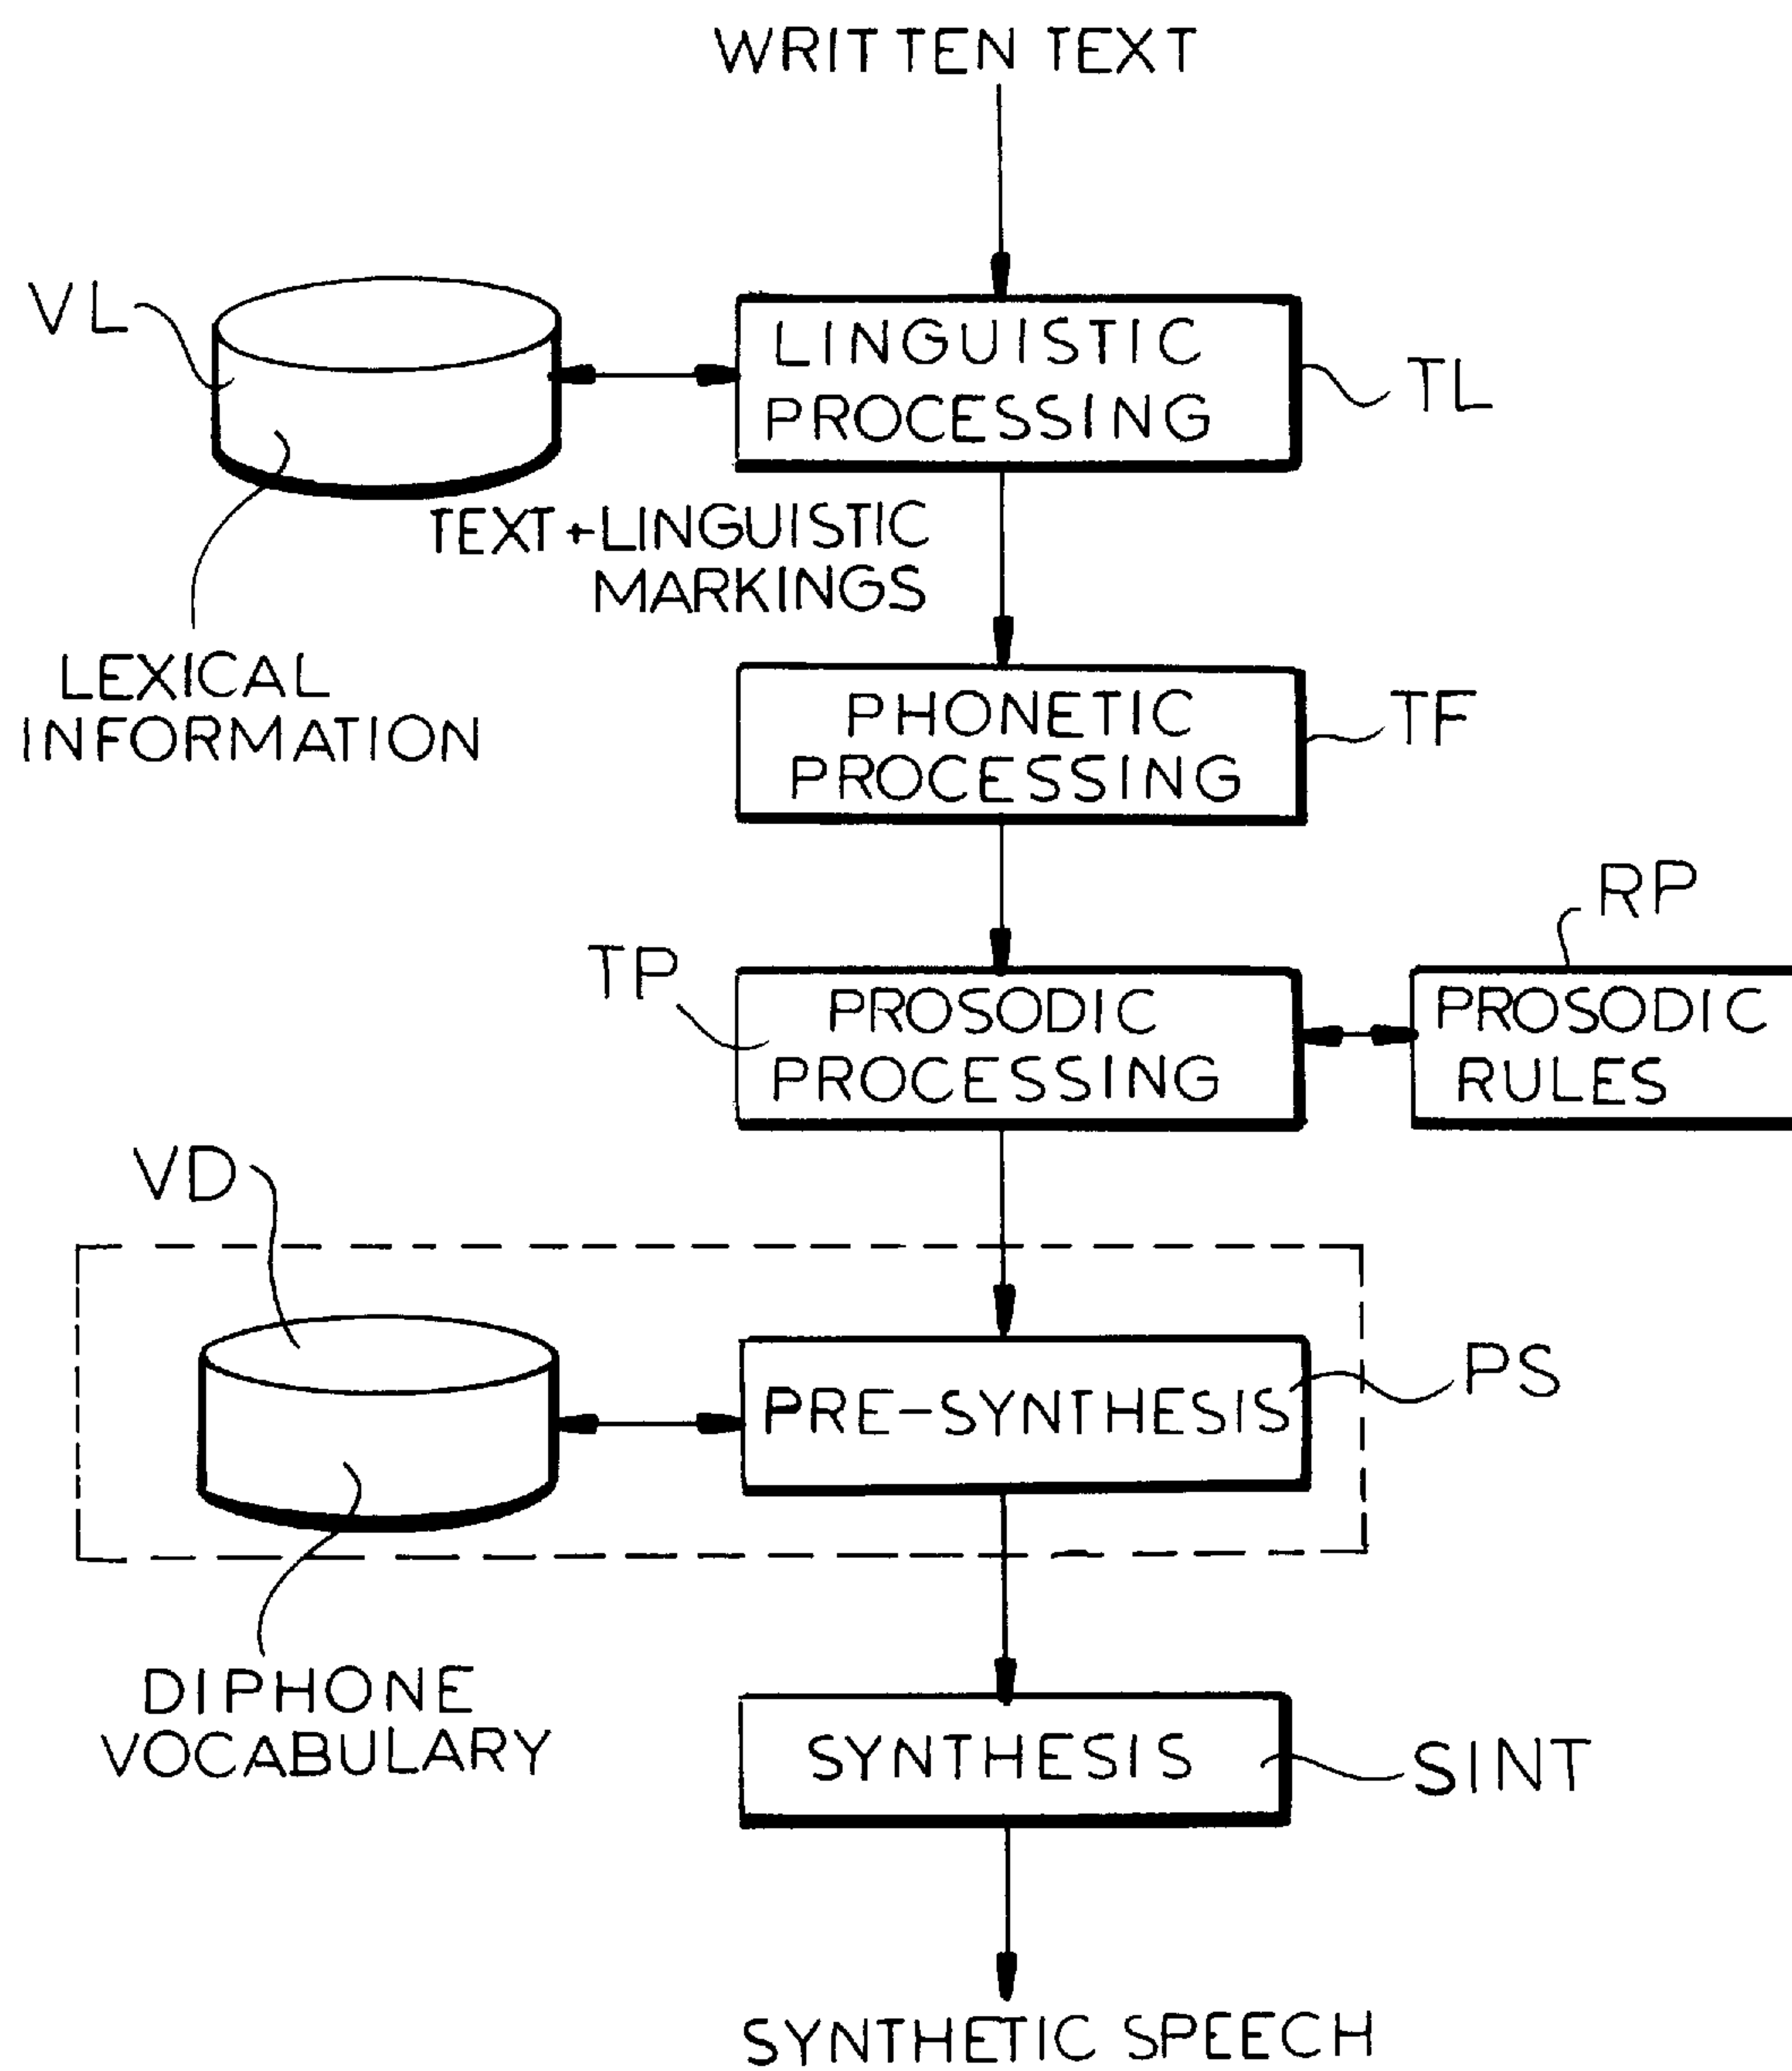 WRITTEN TEXT
VL
LINGUISTIC
PROCESSING
TL
TEXT+LINGUISTIC
MARKINGS
LEXICAL
INFORMATION
PHONETIC
PROCESSING
TF
RP
TP
PROSODIC
PROCESSING
PROSODIC
RULES
VD
PRE-SYNTHESIS
PS
DIPHONE
VOCABULARY
SYNTHESIS
SINT
SYNTHETIC SPEECH